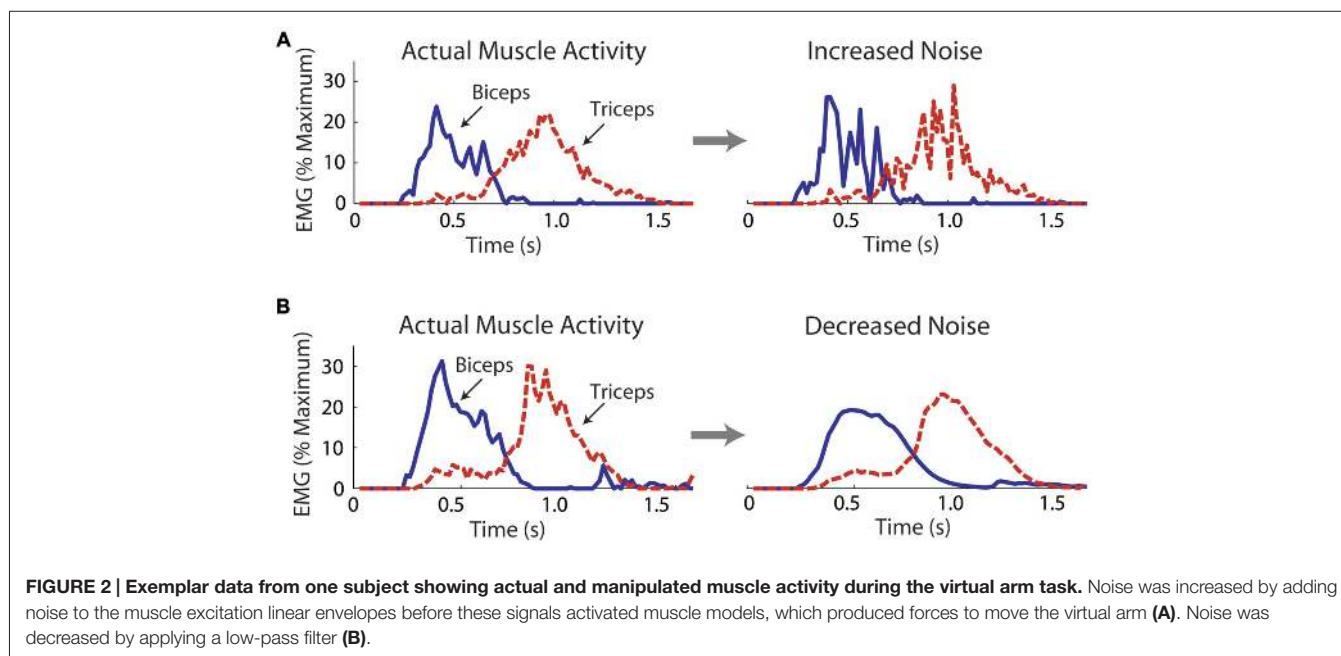 A
Actual Muscle Activity
Increased Noise
EMG (% Maximum)
30
20
10
0
Biceps
Triceps
0 0.5 1.0 1.5
Time (s)
0 0.5 1.0 1.5
Time (s)
B
Actual Muscle Activity
Decreased Noise
EMG (% Maximum)
30
20
10
0
Biceps
Triceps
0 0.5 1.0 1.5
Time (s)
0 0.5 1.0 1.5
Time (s)
FIGURE 2 | Exemplar data from one subject showing actual and manipulated muscle activity during the virtual arm task. Noise was increased by adding
noise to the muscle excitation linear envelopes before these signals activated muscle models, which produced forces to move the virtual arm (A). Noise was
decreased by applying a low-pass filter (B).